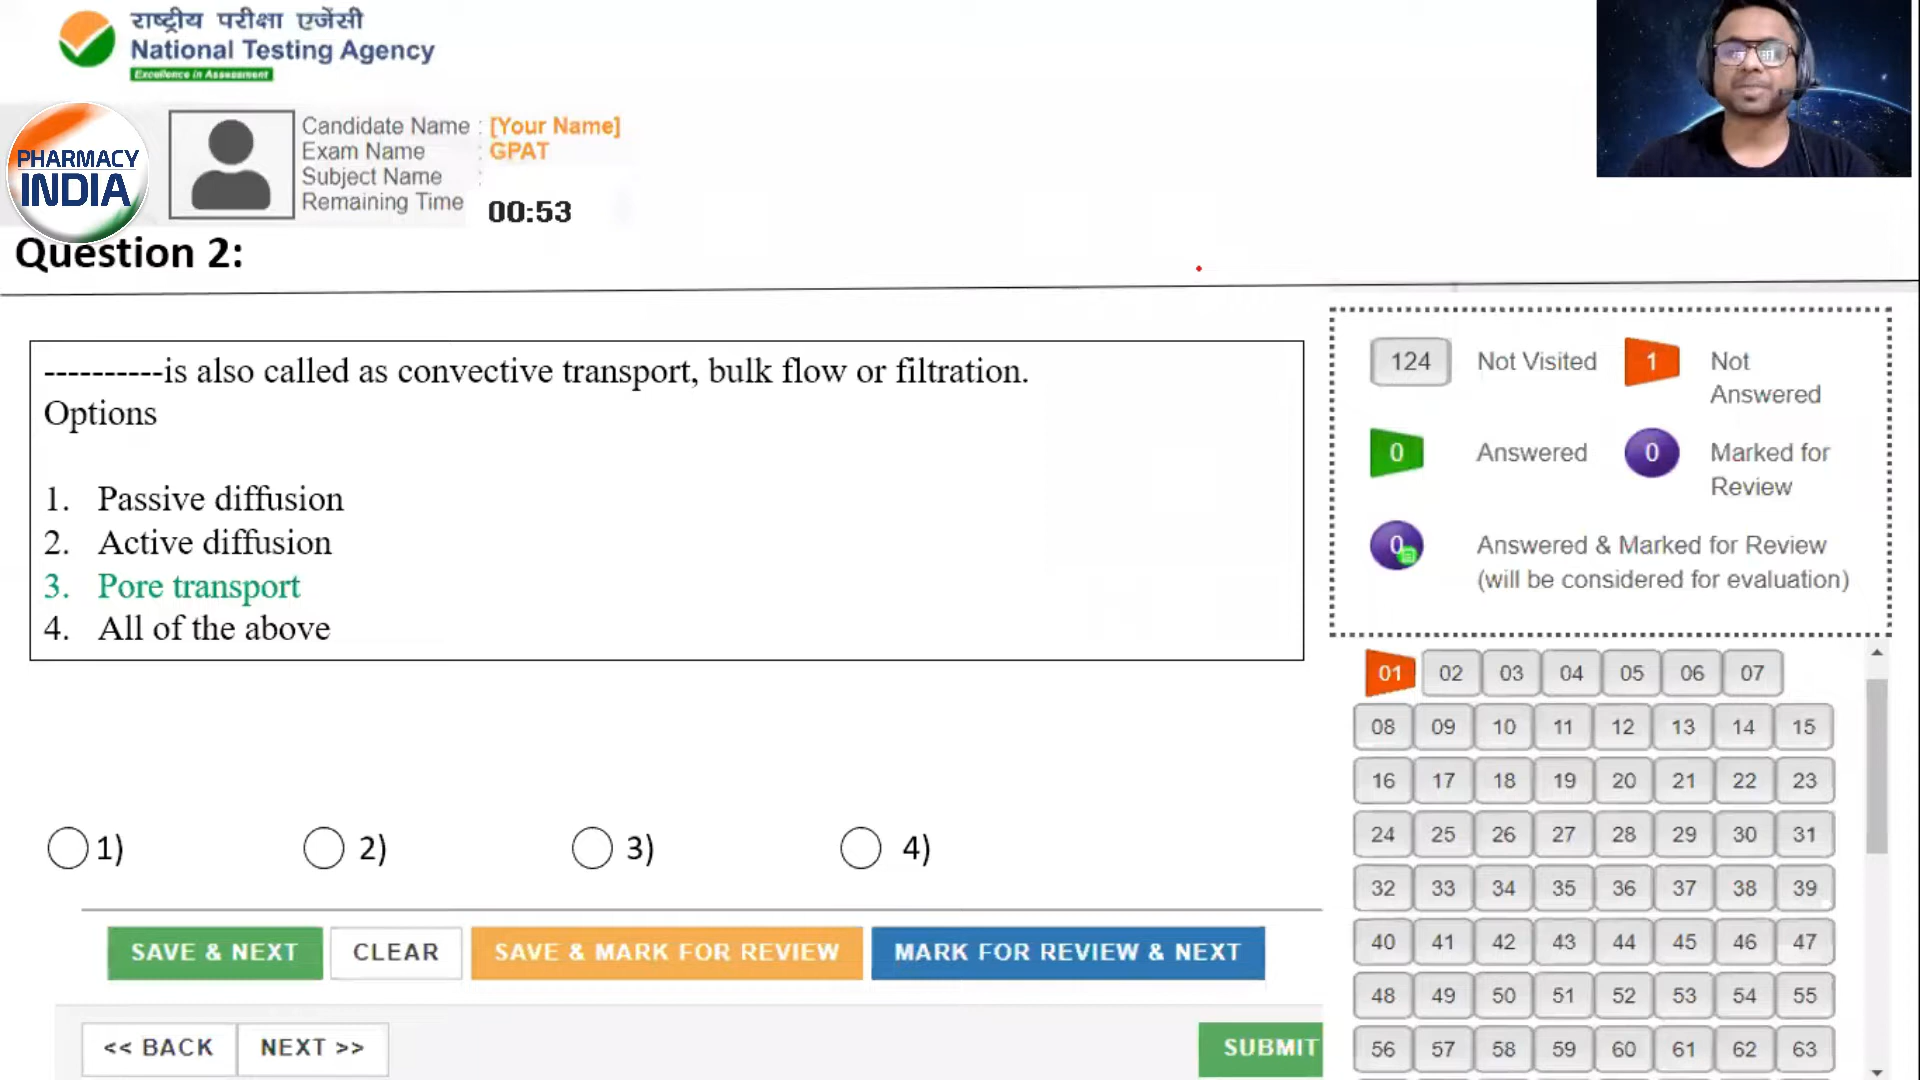 राष्ट्रीय परीक्षा एजेंसी
National Testing Agency
Excellence in Assessment
PHARMACY
INDIA
Candidate Name : [Your Name]
Exam Name : GPAT
Subject Name :
Remaining Time 00:53
Question 2:
----------is also called as convective transport, bulk flow or filtration.
Options
1. Passive diffusion
2. Active diffusion
3. Pore transport
4. All of the above
1) 2) 3) 4)
SAVE & NEXT CLEAR SAVE & MARK FOR REVIEW MARK FOR REVIEW & NEXT
<< BACK NEXT >> SUBMIT
124 Not Visited 1 Not
Answered
0 Answered 0 Marked for
Review
0 Answered & Marked for Review
(will be considered for evaluation)
01 02 03 04 05 06 07
08 09 10 11 12 13 14 15
16 17 18 19 20 21 22 23
24 25 26 27 28 29 30 31
32 33 34 35 36 37 38 39
40 41 42 43 44 45 46 47
48 49 50 51 52 53 54 55
56 57 58 59 60 61 62 63